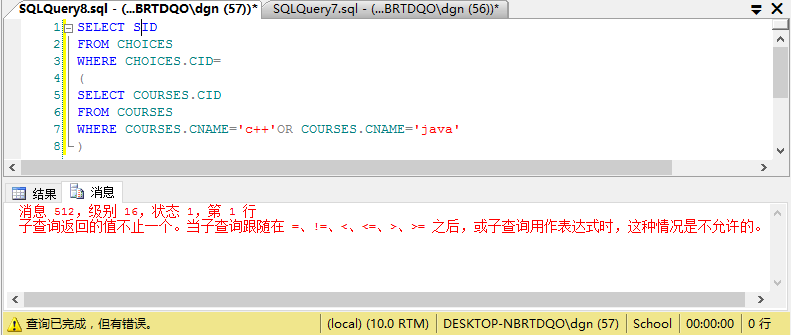 SQLQuery8.sql - (...BRTDQO\dgn (57))*
SQLQuery7.sql - (...BRTDQO\dgn (56))*
1 SELECT SID
2 FROM CHOICES
3 WHERE CHOICES.CID=
4 (
5 SELECT COURSES.CID
6 FROM COURSES
7 WHERE COURSES.CNAME='c++'OR COURSES.CNAME='java'
8 )
结果 消息
消息 512，级别 16，状态 1，第 1 行
子查询返回的值不止一个。当子查询跟随在 =、!=、<、<=、>、>= 之后，或子查询用作表达式时，这种情况是不允许的。
查询已完成，但有错误。 (local) (10.0 RTM) DESKTOP-NBRTDQO\dgn (57) School 00:00:00 0 行